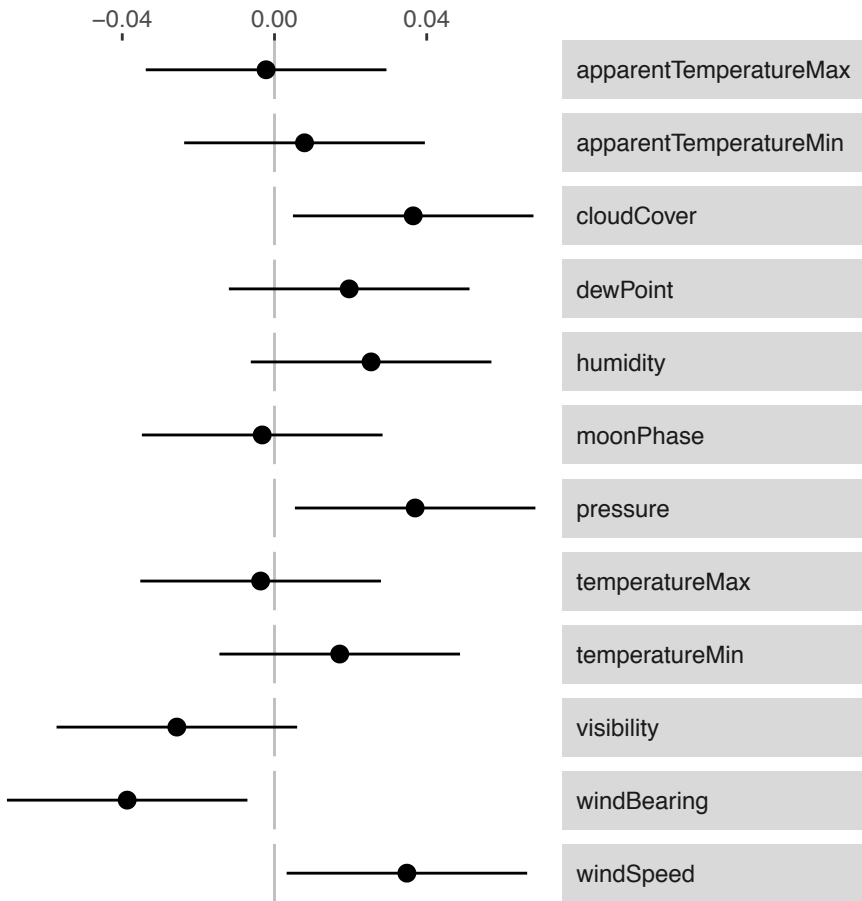 −0.04 0.00 0.04
apparentTemperatureMax
apparentTemperatureMin
cloudCover
dewPoint
humidity
moonPhase
pressure
temperatureMax
temperatureMin
visibility
windBearing
windSpeed